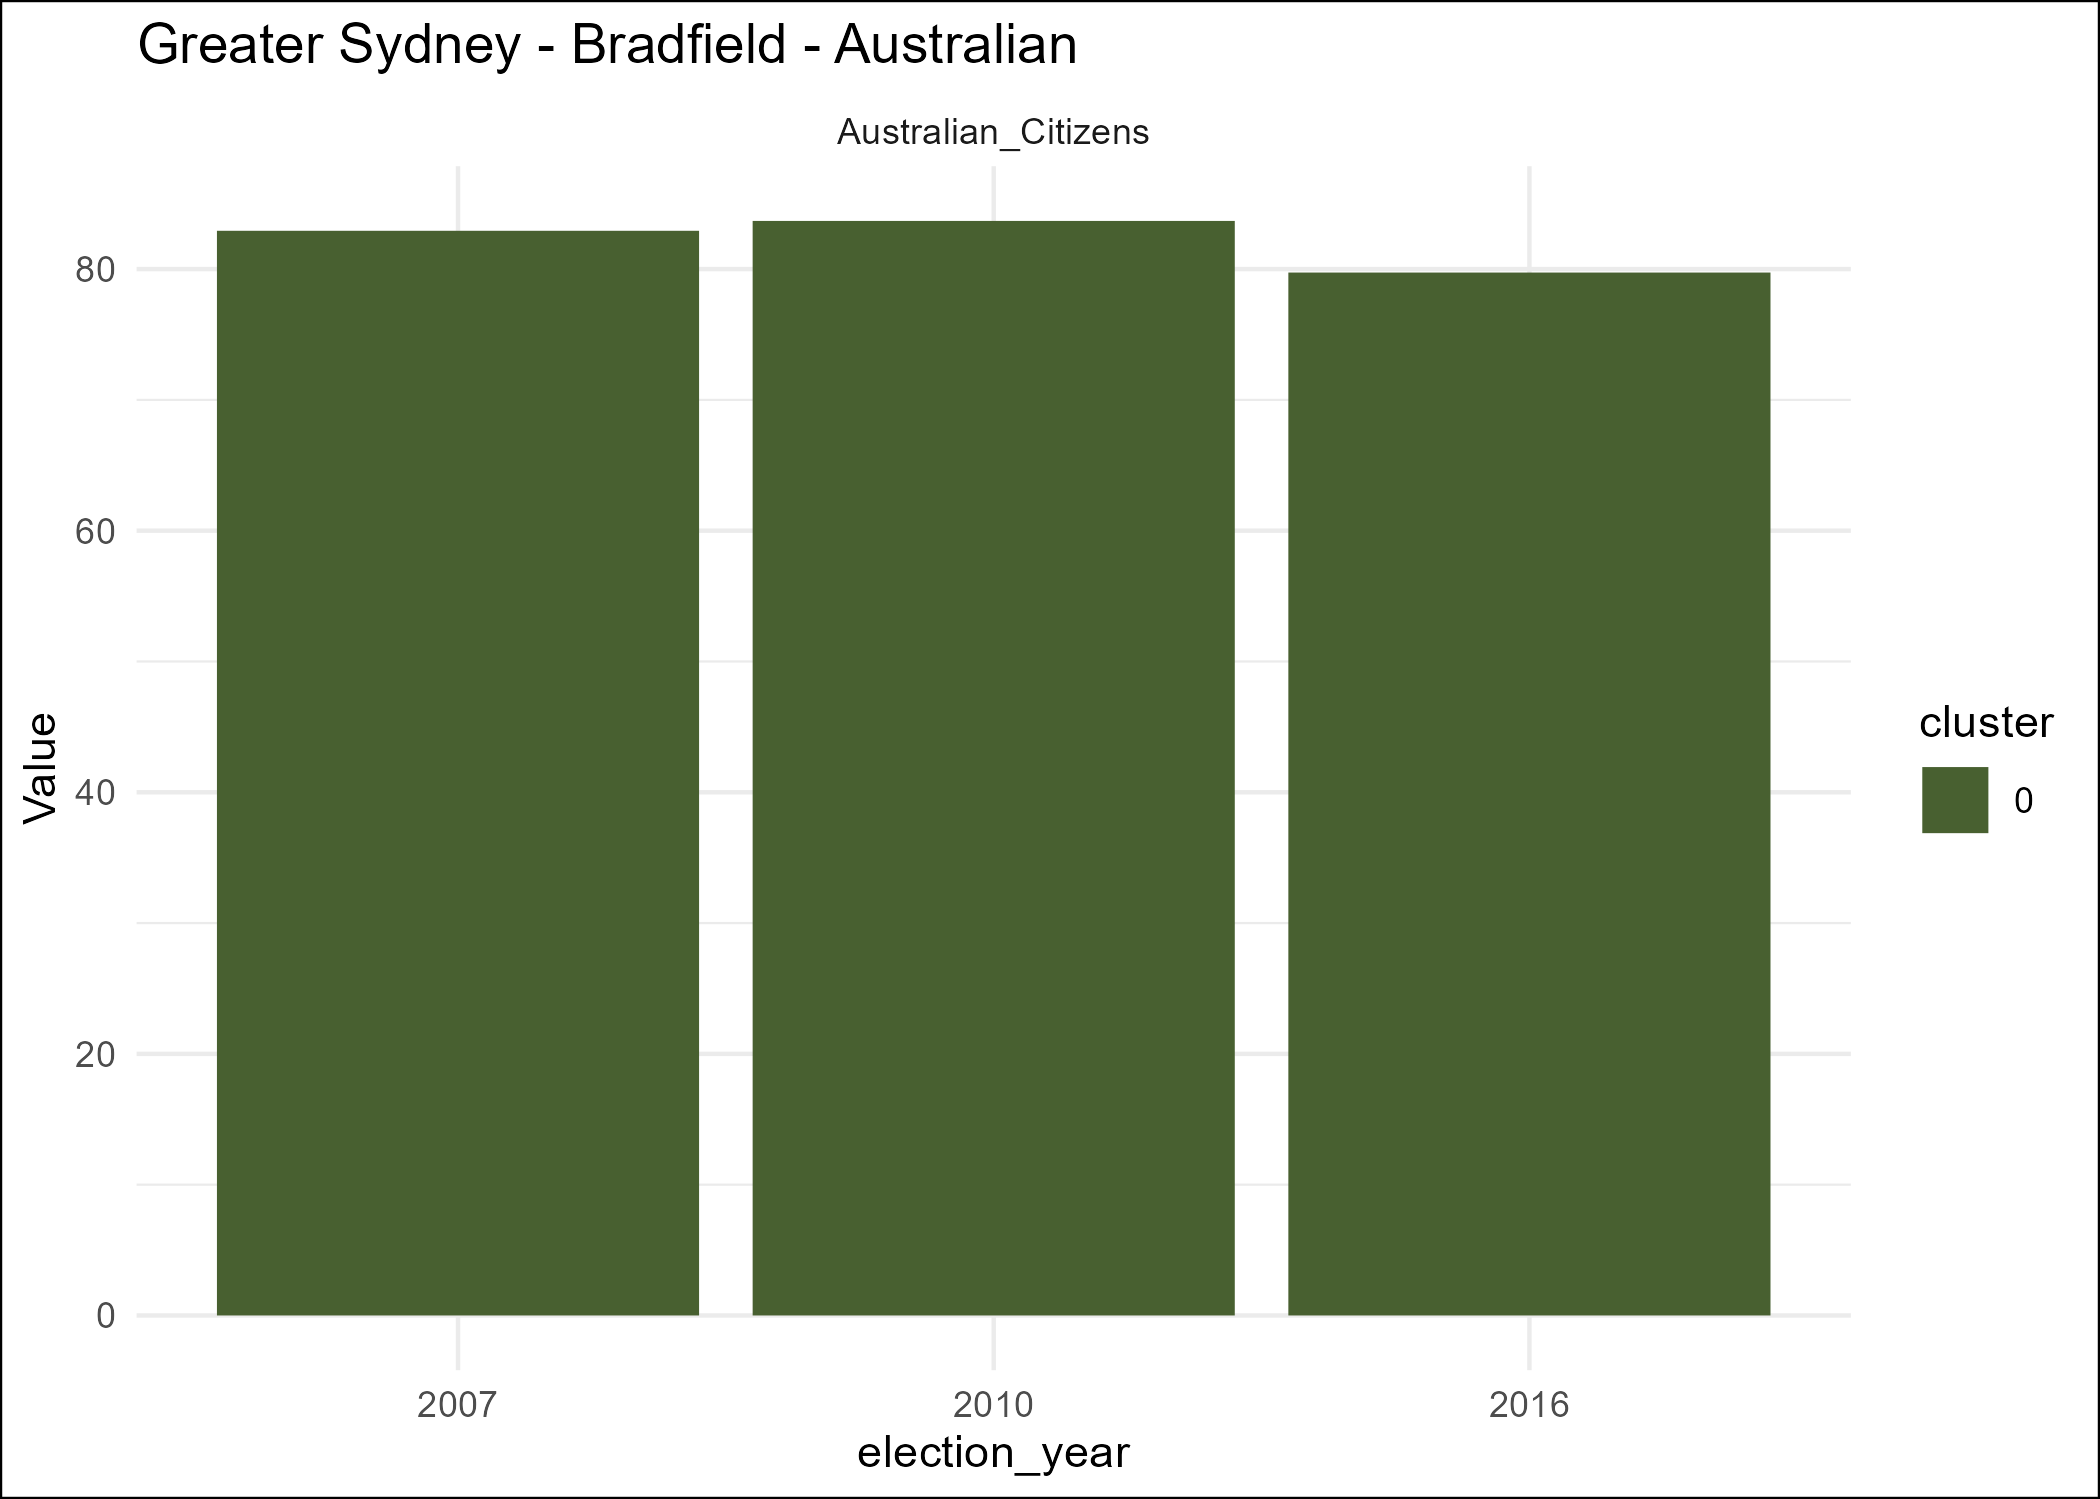 Greater Sydney - Bradfield - Australian
Australian_Citizens
80
60
40
20
0
Value
2007 2010 2016
election_year
cluster
0